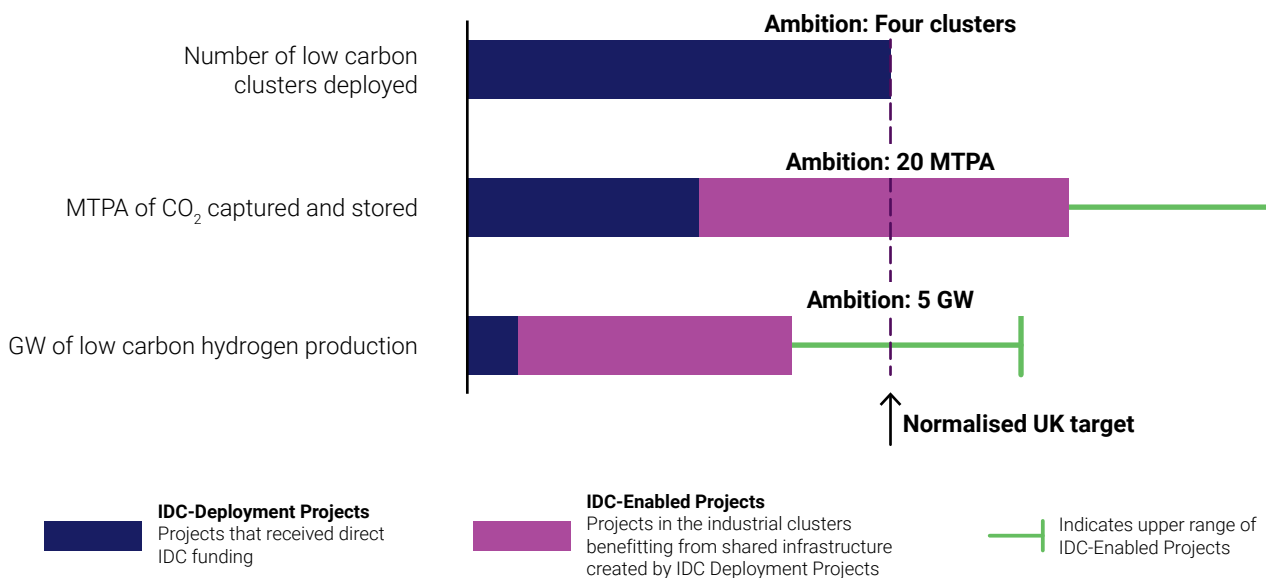 Ambition: Four clusters
Number of low carbon
clusters deployed
Ambition: 20 MTPA
MTPA of CO₂ captured and stored
Ambition: 5 GW
GW of low carbon hydrogen production
Normalised UK target
IDC-Deployment Projects
Projects that received direct
IDC funding
IDC-Enabled Projects
Projects in the industrial clusters
benefitting from shared infrastructure
created by IDC Deployment Projects
Indicates upper range of
IDC-Enabled Projects